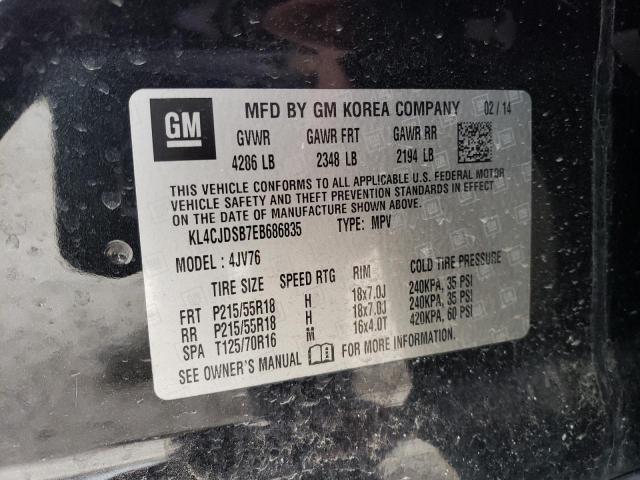 GM
MFD BY GM KOREA COMPANY 02 / 14
GVWR GAWR FRT GAWR RR
4286 LB 2348 LB 2194 LB
THIS VEHICLE CONFORMS TO ALL APPLICABLE U.S. FEDERAL MOTOR
VEHICLE SAFETY AND THEFT PREVENTION STANDARDS IN EFFECT
ON THE DATE OF MANUFACTURE SHOWN ABOVE.
KL4CJDSB7EB686835 TYPE: MPV
MODEL : 4JV76
TIRE SIZE SPEED RTG RIM COLD TIRE PRESSURE
FRT P215/55R18 H 18x7.0J 240KPA, 35 PSI
RR P215/55R18 H 18x7.0J 240KPA, 35 PSI
SPA T125/70R16 M 16x4.0T 420KPA, 60 PSI
SEE OWNER'S MANUAL FOR MORE INFORMATION.